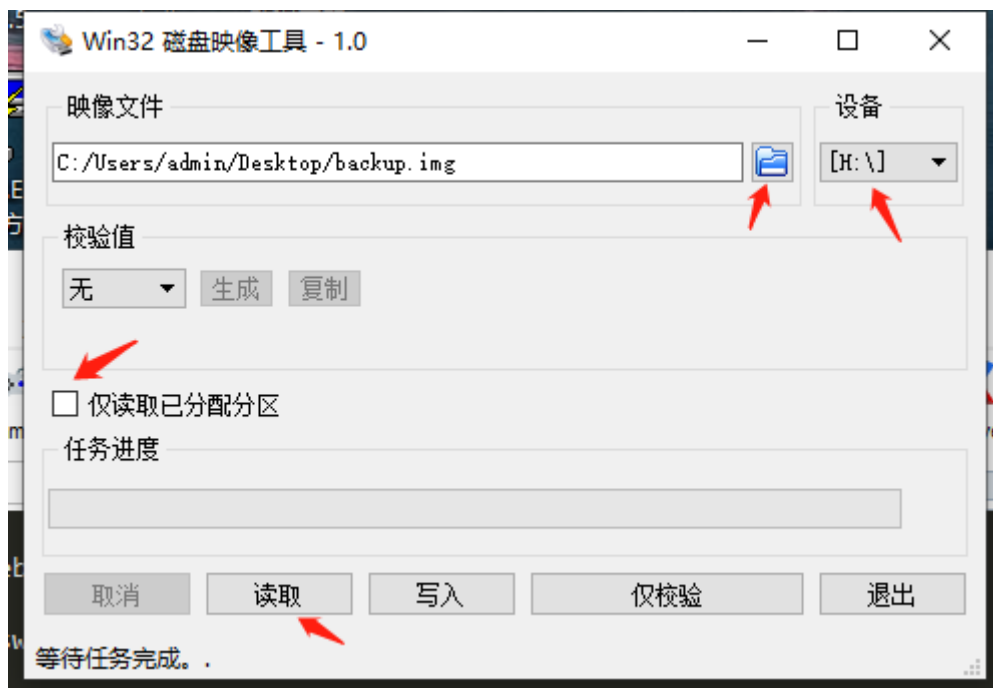 Win32 磁盘映像工具 - 1.0
映像文件
设备
C:/Users/admin/Desktop/backup.img
[H:\]
校验值
无
生成
复制
仅读取已分配分区
任务进度
取消
读取
写入
仅校验
退出
等待任务完成。.